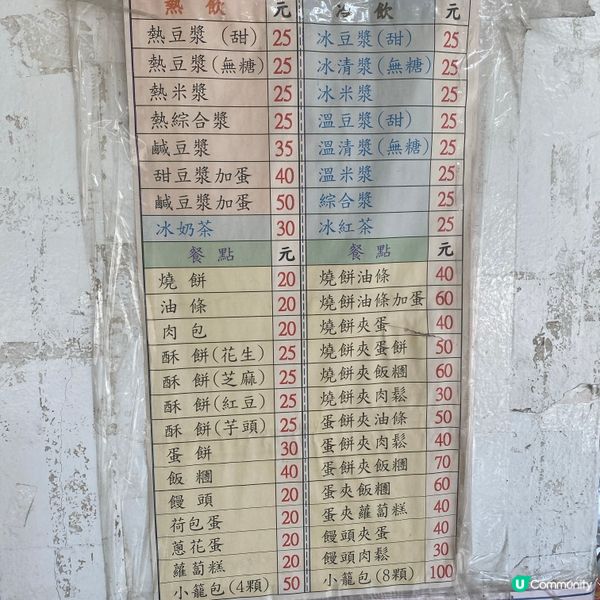 熱飲 元 冷飲 元
熱豆漿（甜） 25 冰豆漿(甜) 25
熱豆漿(無糖) 25 冰清漿(無糖) 25
熱米漿 25 冰米漿 25
熱綜合漿 25 溫豆漿(甜) 25
鹹豆漿 35 溫清漿(無糖) 25
甜豆漿加蛋 40 溫米漿 25
鹹豆漿加蛋 50 綜合漿 25
冰奶茶 30 冰紅茶 25
餐點 元 餐點 元
燒餅 20 燒餅油條 40
油條 20 燒餅油條加蛋 60
肉包 20 燒餅夾蛋 40
酥餅(花生) 25 燒餅夾蛋餅 50
酥餅(芝麻) 25 燒餅夾飯糰 60
酥餅(紅豆) 25 燒餅夾肉鬆 30
酥餅(芋頭) 25 蛋餅夾油條 50
蛋餅 30 蛋餅夾肉鬆 40
飯糰 40 蛋餅夾飯糰 70
饅頭 20 蛋夾飯糰 60
荷包蛋 20 蛋夾蘿蔔糕 40
蔥花蛋 20 饅頭夾蛋 40
蘿蔔糕 20 饅頭肉鬆 30
小籠包(4顆) 50 小籠包(8顆) 100
U Community